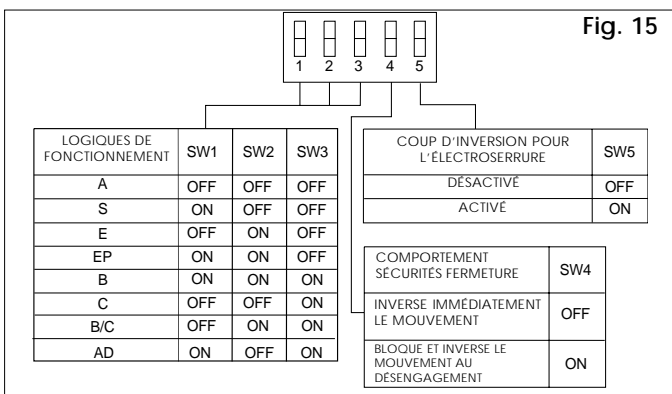 Fig. 15
1 2 3 4 5
LOGIQUES DE
FONCTIONNEMENT SW1 SW2 SW3
A OFF OFF OFF
S ON OFF OFF
E OFF ON OFF
EP ON ON OFF
B ON ON ON
C OFF OFF ON
B/C OFF ON ON
AD ON OFF ON
COUP D'INVERSION POUR
L'ÉLECTROSERRURE SW5
DÉSACTIVÉ OFF
ACTIVÉ ON
COMPORTEMENT
SÉCURITÉS FERMETURE SW4
INVERSE IMMÉDIATEMENT
LE MOUVEMENT OFF
BLOQUE ET INVERSE LE
MOUVEMENT AU
DÉSENGAGEMENT ON